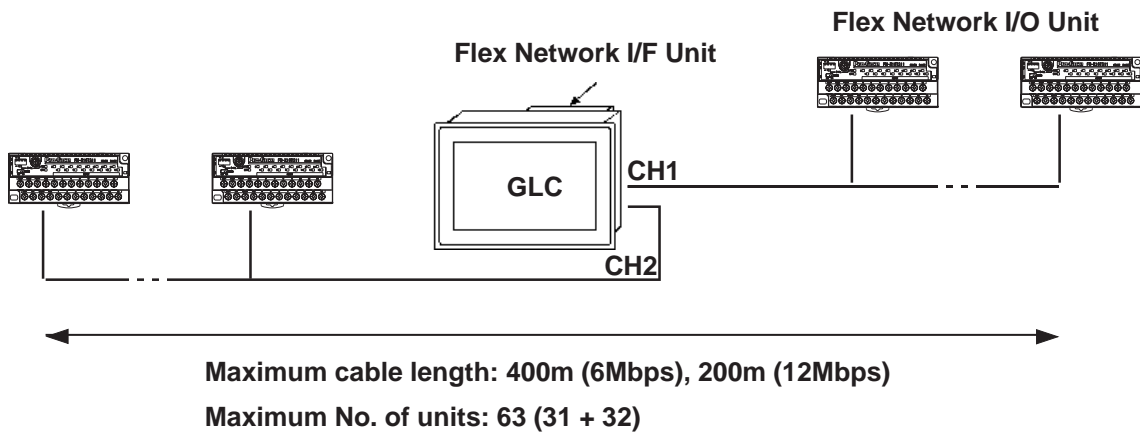 Flex Network I/O Unit
Flex Network I/F Unit
CH1
GLC
CH2
Maximum cable length: 400m (6Mbps), 200m (12Mbps)
Maximum No. of units: 63 (31 + 32)